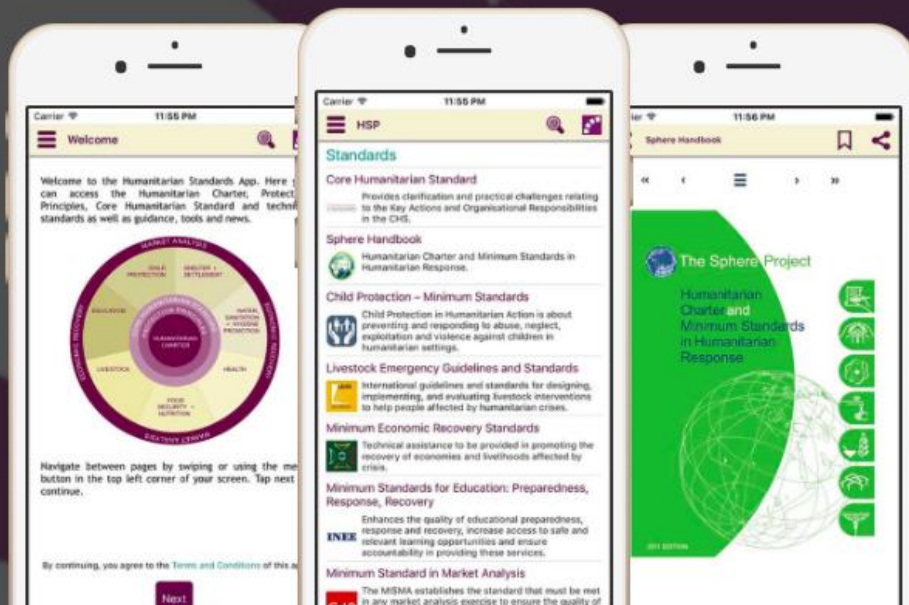 Carrier 11:55 PM
Welcome
Welcome to the Humanitarian Standards App. Here
can access the Humanitarian Charter, Protect
Principles, Core Humanitarian Standard and techni
standards as well as guidance, tools and news.
MARKET ANALYSIS
CHILD PROTECTION
SHELTER + SETTLEMENT
EDUCATION
WATER, SANITATION + HYGIENE PROMOTION
ECONOMIC RECOVERY
ECONOMIC RECOVERY
HUMANITARIAN CHARTER
LIVESTOCK
HEALTH
FOOD SECURITY + NUTRITION
MARKET ANALYSIS
Navigate between pages by swiping or using the me
button in the top left corner of your screen. Tap next
continue.
By continuing, you agree to the Terms and Conditions of this a
Next
Carrier 11:55 PM
HSP
Standards
Core Humanitarian Standard
Provides clarification and practical challenges relating
to the Key Actions and Organisational Responsibilities
in the CHS.
Sphere Handbook
Humanitarian Charter and Minimum Standards in
Humanitarian Response.
Child Protection – Minimum Standards
Child Protection in Humanitarian Action is about
preventing and responding to abuse, neglect,
exploitation and violence against children in
humanitarian settings.
Livestock Emergency Guidelines and Standards
International guidelines and standards for designing,
implementing, and evaluating livestock interventions
to help people affected by humanitarian crises.
Minimum Economic Recovery Standards
Technical assistance to be provided in promoting the
recovery of economies and livelihoods affected by
crisis.
Minimum Standards for Education: Preparedness,
Response, Recovery
INEE
Enhances the quality of educational preparedness,
response and recovery, increase access to safe and
relevant learning opportunities and ensure
accountability in providing these services.
Minimum Standard in Market Analysis
The MISMA establishes the standard that must be met
in any market analysis exercise to ensure the quality of
ier 11:56 PM
Sphere Handbook
The Sphere Project
Humanitarian
Charter and
Minimum Standards
in Humanitarian
Response
2011 EDITION